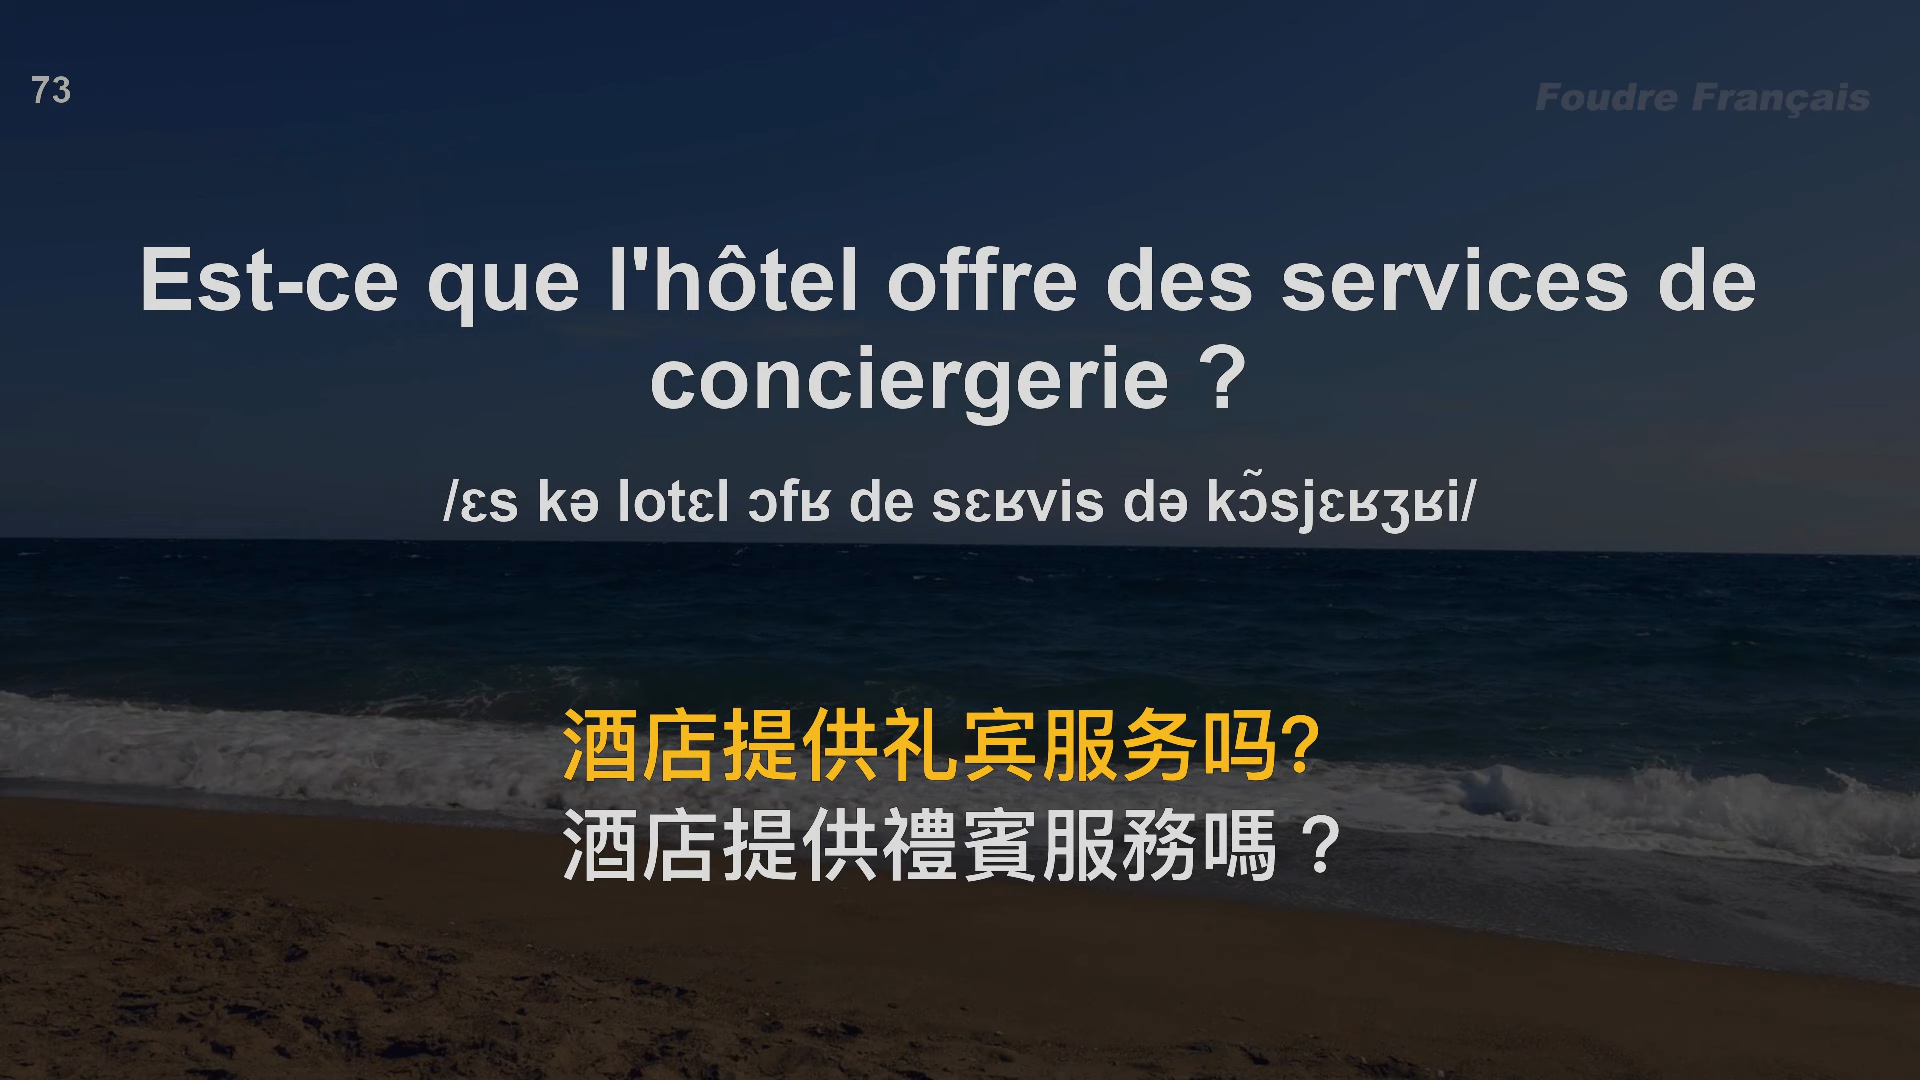 73
Foudre Français
Est-ce que l'hôtel offre des services de
conciergerie ?
/ɛs kə lotɛl ɔfʁ de sɛʁvis də kɔ̃sjɛʁʒʁi/
酒店提供礼宾服务吗?
酒店提供禮賓服務嗎？